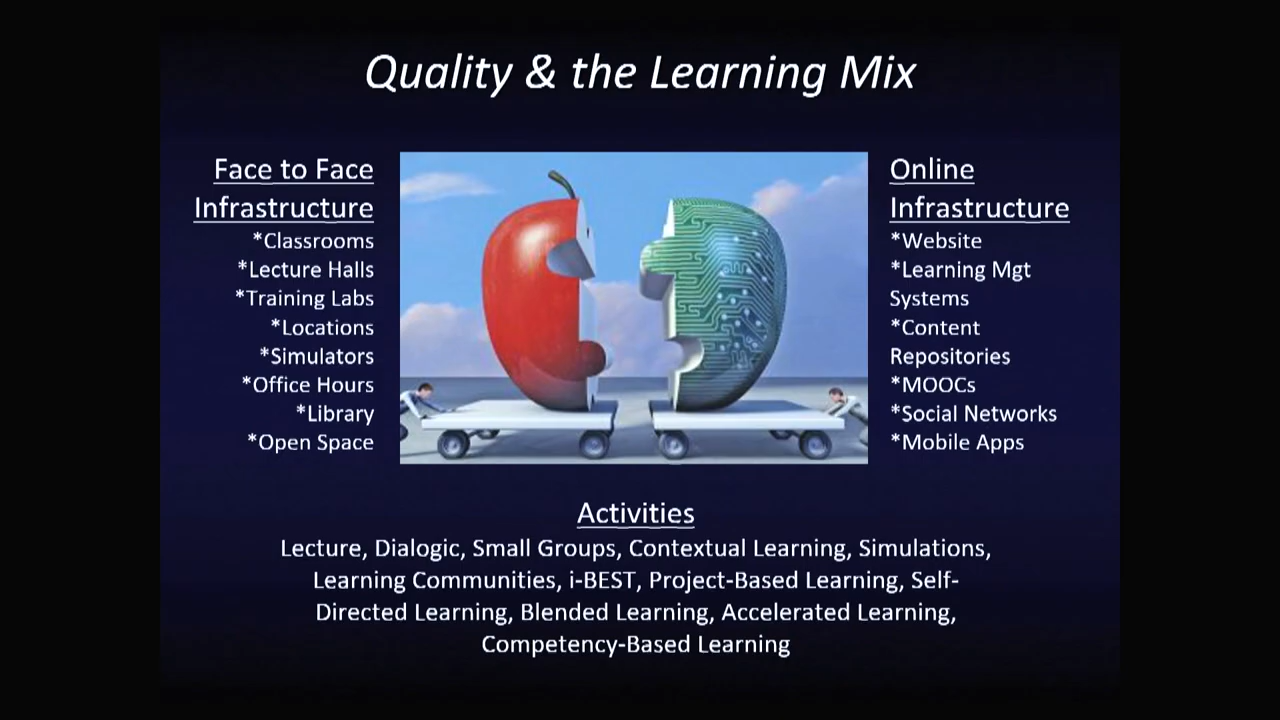 Quality & the Learning Mix
Face to Face
Infrastructure
*Classrooms
*Lecture Halls
*Training Labs
*Locations
*Simulators
*Office Hours
*Library
*Open Space
Online
Infrastructure
*Website
*Learning Mgt
Systems
*Content
Repositories
*MOOCs
*Social Networks
*Mobile Apps
Activities
Lecture, Dialogic, Small Groups, Contextual Learning, Simulations,
Learning Communities, i-BEST, Project-Based Learning, Self-
Directed Learning, Blended Learning, Accelerated Learning,
Competency-Based Learning